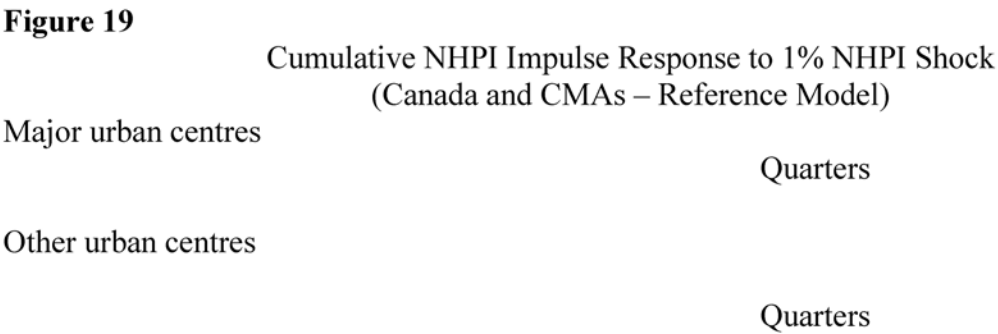 Figure 19
Cumulative NHPI Impulse Response to 1% NHPI Shock
(Canada and CMAs – Reference Model)
Major urban centres
Quarters
Other urban centres
Quarters